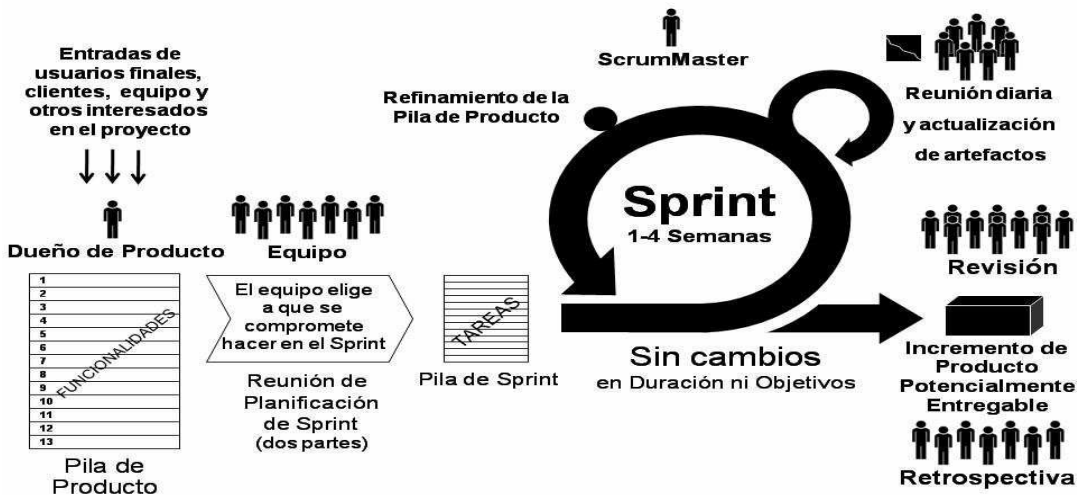 Entradas de
usuarios finales,
clientes, equipo y
otros interesados
en el proyecto
Dueño de Producto
1
2
3
4
5
6
7
8
9
10
11
12
13
FUNCIONALIDADES
Pila de
Producto
Equipo
El equipo elige
a que se
compromete
hacer en el Sprint
Reunión de
Planificación
de Sprint
(dos partes)
TAREAS
Pila de Sprint
ScrumMaster
Refinamiento de la
Pila de Producto
Sprint
1-4 Semanas
Sin cambios
en Duración ni Objetivos
Reunión diaria
y actualización
de artefactos
Revisión
Incremento de
Producto
Potencialmente
Entregable
Retrospectiva